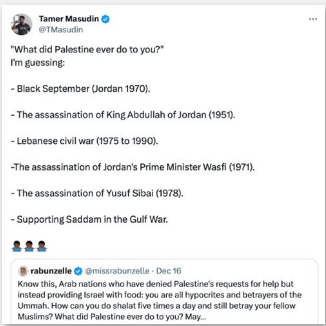 Tamer Masudin
@TMasudin
"What did Palestine ever do to you?"
I'm guessing:
- Black September (Jordan 1970).
- The assassination of King Abdullah of Jordan (1951).
- Lebanese civil war (1975 to 1990).
-The assassination of Jordan's Prime Minister Wasfi (1971).
- The assassination of Yusuf Sibai (1978).
- Supporting Saddam in the Gulf War.
rabunzelle @missrabunzelle · Dec 16
Know this, Arab nations who have denied Palestine's requests for help but
instead providing Israel with food: you are all hypocrites and betrayers of the
Ummah. How can you do shalat five times a day and still betray your fellow
Muslims? What did Palestine ever do to you? May...